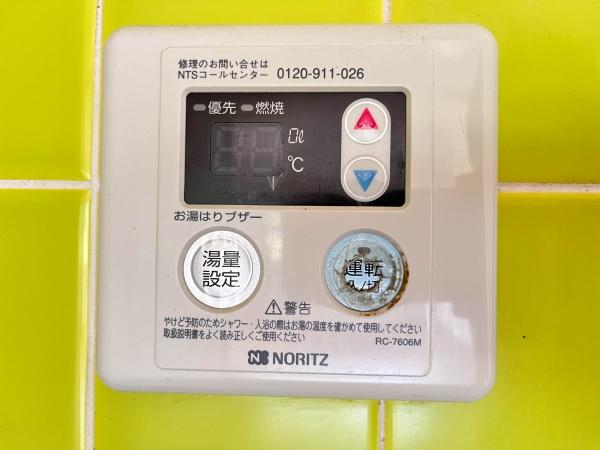 修理のお問い合せは
NTSコールセンター 0120-911-026
優先 燃焼
0ℓ
℃
お湯はりブザー
湯量
設定
運転
入/切
警告
やけど予防のためシャワー・入浴の際はお湯の温度を確かめて使用してください
取扱説明書をよく読み正しくご使用ください
RC-7606M
NORITZ